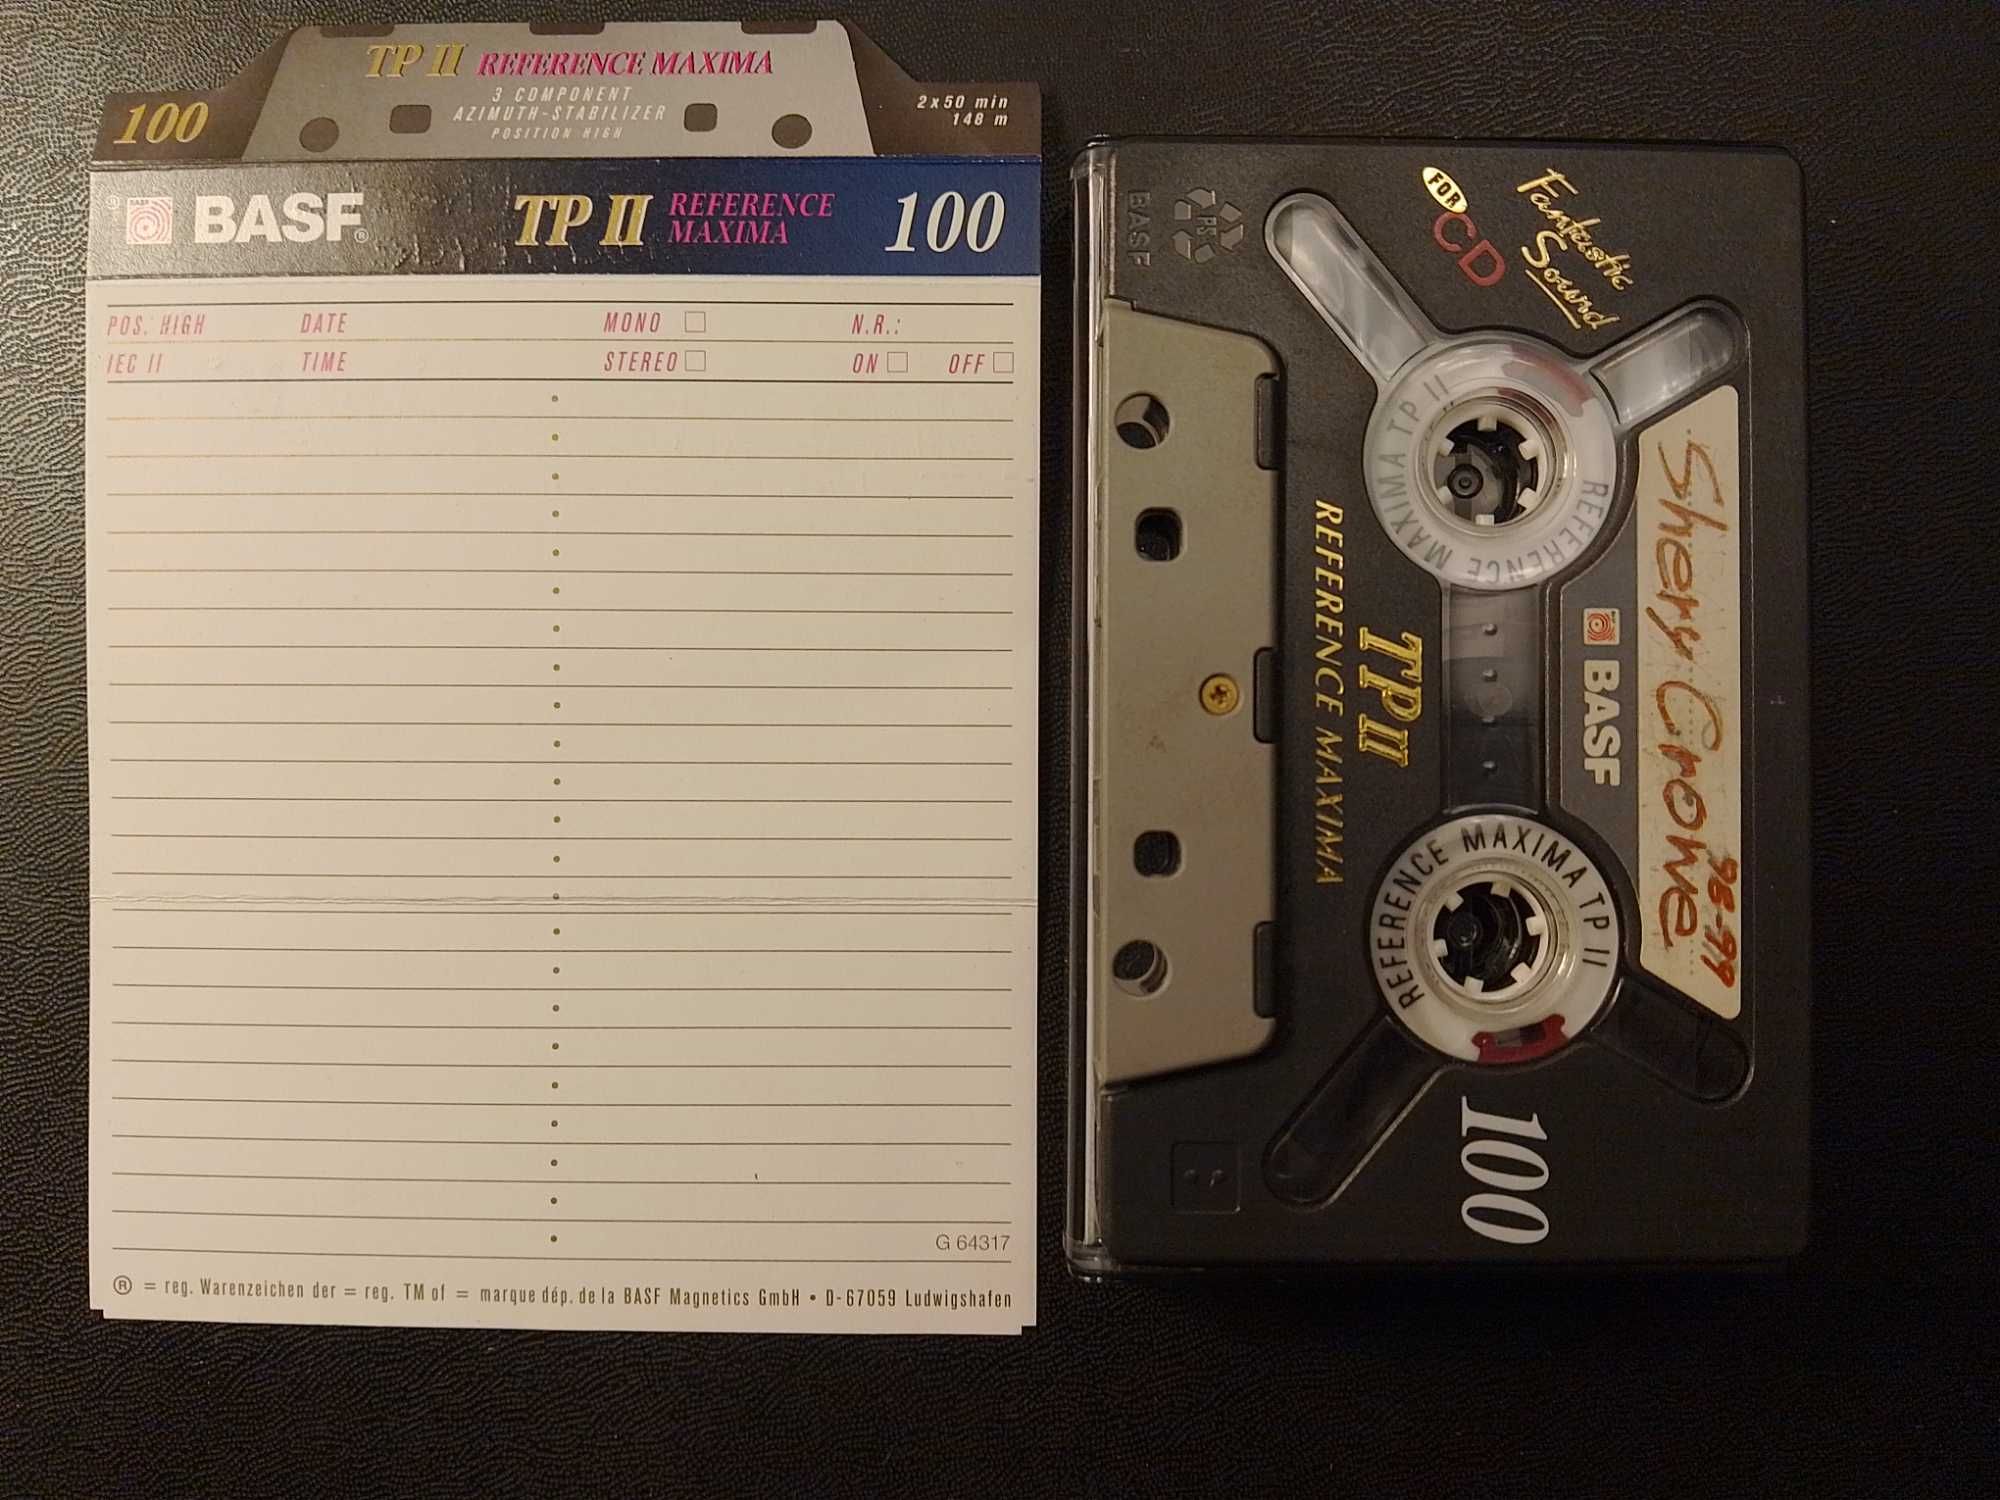 TP II REFERENCE MAXIMA
3 COMPONENT
AZIMUTH-STABILIZER
POSITION HIGH
100
2x50 min
148 m
® BASF ® TP II REFERENCE MAXIMA 100
POS. HIGH DATE MONO N.R.:
IEC II TIME STEREO ON OFF
G 64317
® = reg. Warenzeichen der = reg. TM of = marque dép. de la BASF Magnetics GmbH • D-67059 Ludwigshafen
Shery Crowe
98-99
BASF
Fantastic
Sound
FOR
CD
REFERENCE MAXIMA TP II
REFERENCE MAXIMA TP II
TP II
REFERENCE MAXIMA
100
BASF